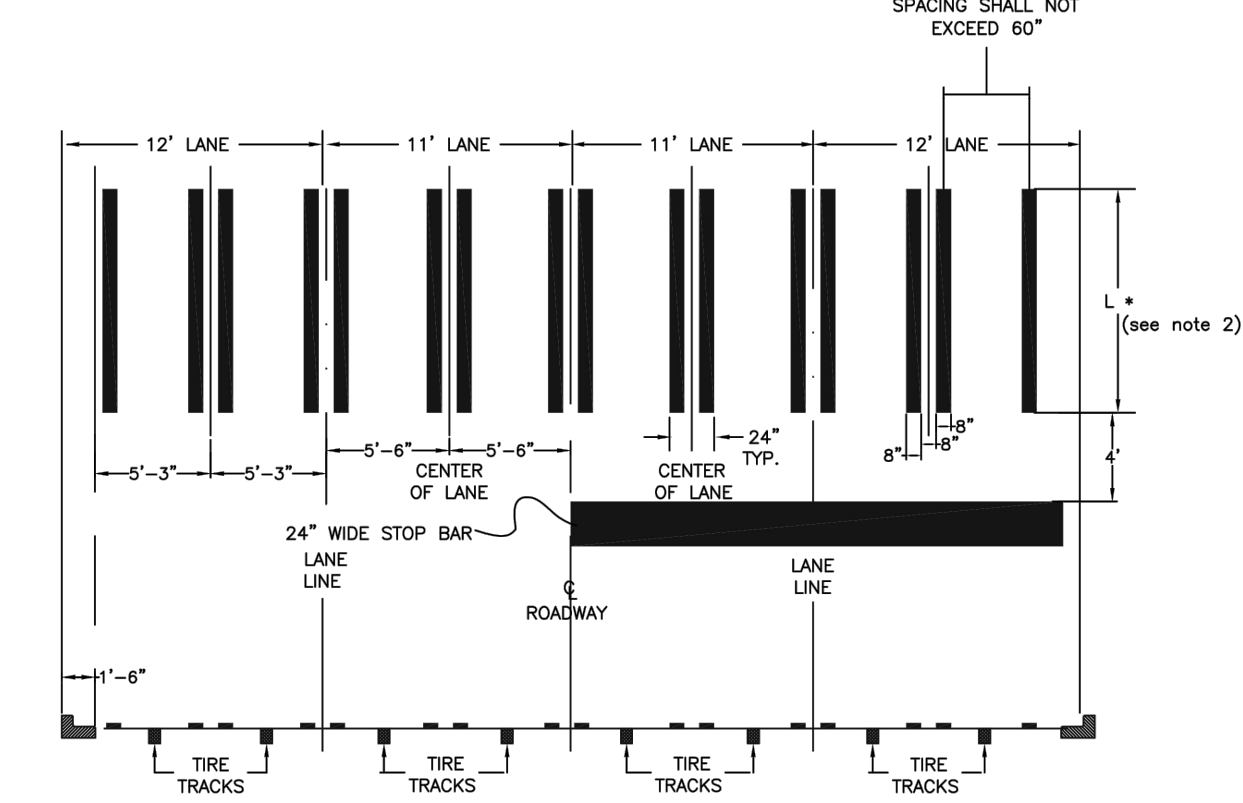 SPACING SHALL NOT
EXCEED 60”
12' LANE
11' LANE
11' LANE
12' LANE
L *
(see note 2)
24”
TYP.
8”
8”
8”
4'
5'-3”
5'-3”
5'-6”
5'-6”
CENTER
OF LANE
CENTER
OF LANE
24” WIDE STOP BAR
LANE
LINE
LANE
LINE
℄
ROADWAY
1'-6”
TIRE
TRACKS
TIRE
TRACKS
TIRE
TRACKS
TIRE
TRACKS